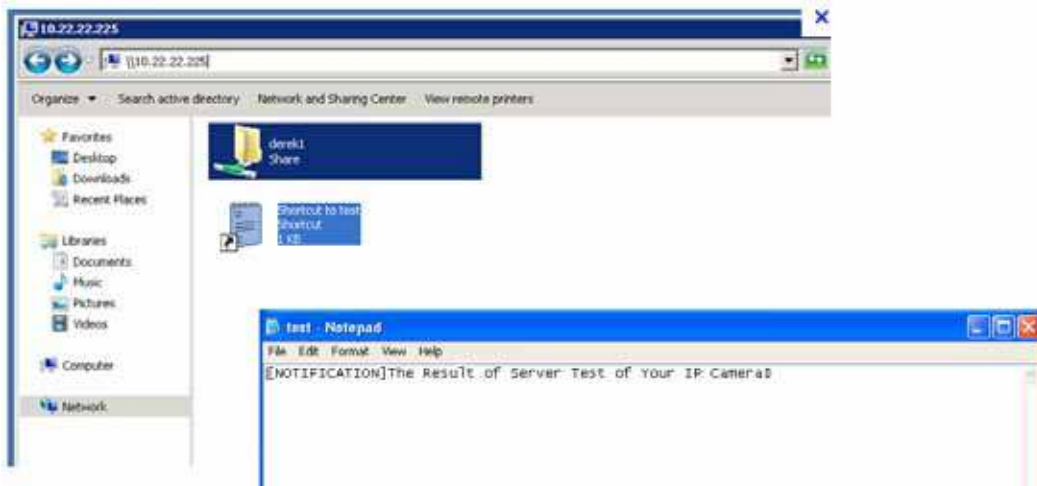 10.22.22.225
\\10.22.22.225
Organize Search active directory Network and Sharing Center View remote printers
Favorites
Desktop
Downloads
Recent Places
Libraries
Documents
Music
Pictures
Videos
Computer
Network
derek1
Share
Shortcut to test
Shortcut
1 KB
test - Notepad
File Edit Format View Help
[NOTIFICATION]The Result of Server Test of Your IP Camera